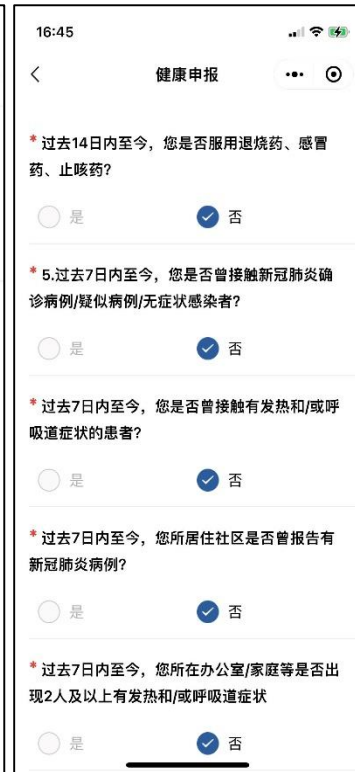 16:45
健康申报
* 过去14日内至今，您是否服用退烧药、感冒
药、止咳药?
是 否
* 5.过去7日内至今，您是否曾接触新冠肺炎确
诊病例/疑似病例/无症状感染者?
是 否
* 过去7日内至今，您是否曾接触有发热和/或呼
吸道症状的患者?
是 否
* 过去7日内至今，您所居住社区是否曾报告有
新冠肺炎病例?
是 否
* 过去7日内至今，您所在办公室/家庭等是否出
现2人及以上有发热和/或呼吸道症状
是 否